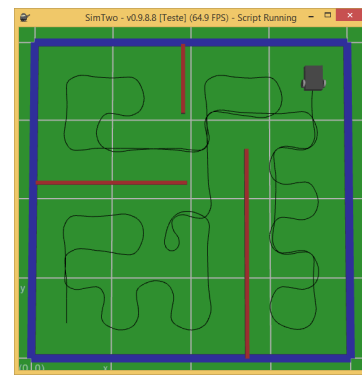 SimTwo - v0.9.8.8 [Teste] (64.9 FPS) - Script Running
y
(0,0)
x